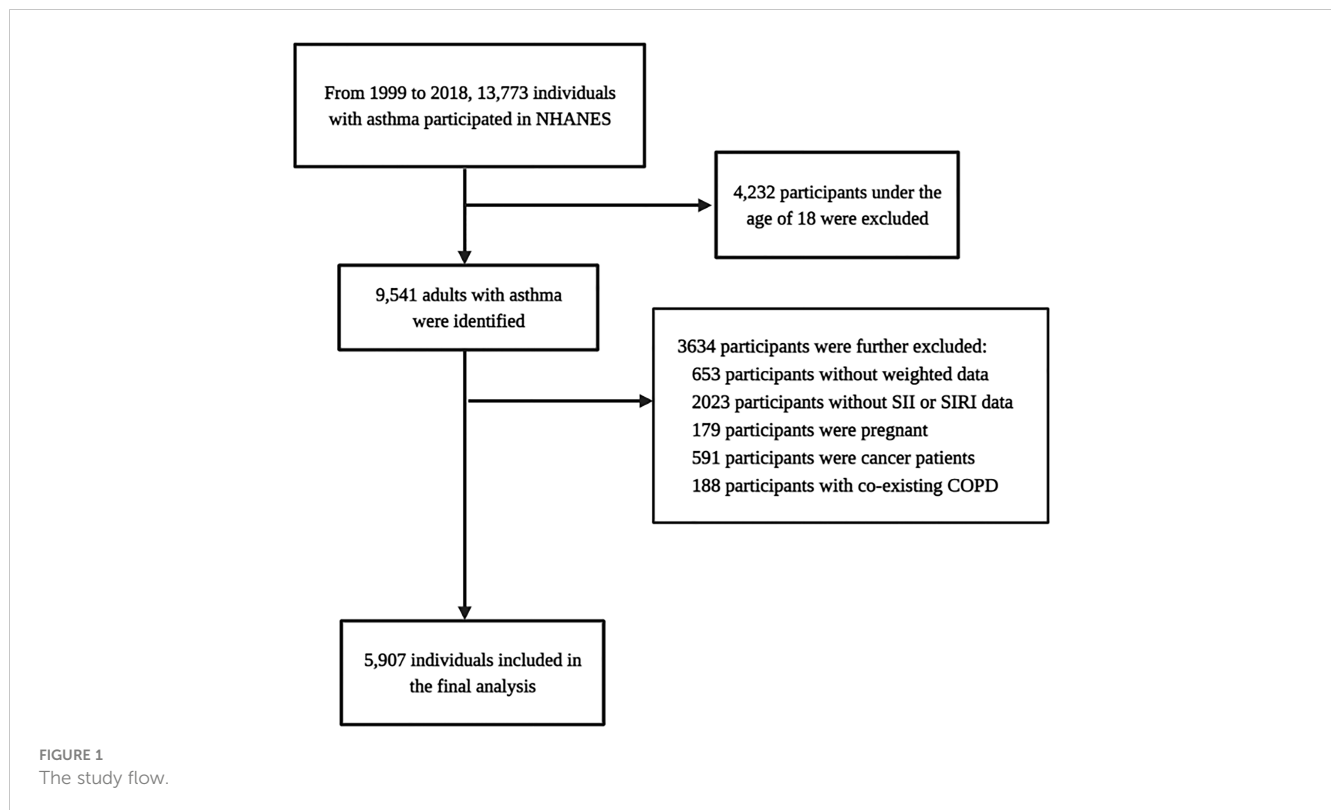 From 1999 to 2018, 13,773 individuals
with asthma participated in NHANES
4,232 participants under the
age of 18 were excluded
9,541 adults with asthma
were identified
3634 participants were further excluded:
653 participants without weighted data
2023 participants without SII or SIRI data
179 participants were pregnant
591 participants were cancer patients
188 participants with co-existing COPD
5,907 individuals included in
the final analysis
FIGURE 1
The study flow.